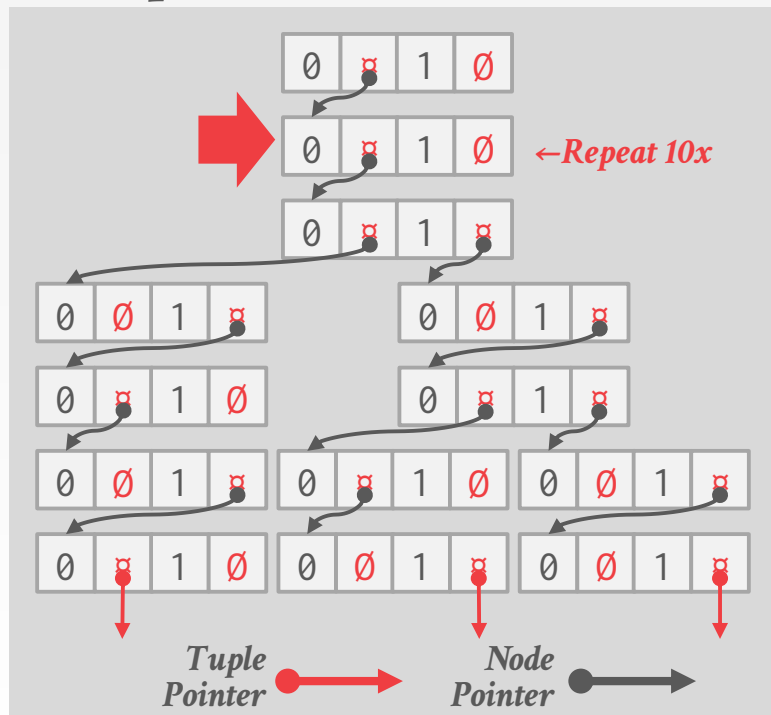 0 ¤ 1 Ø
0 ¤ 1 Ø ←Repeat 10x
0 ¤ 1 ¤
0 Ø 1 ¤ 0 Ø 1 ¤
0 ¤ 1 Ø 0 ¤ 1 ¤
0 Ø 1 ¤ 0 ¤ 1 Ø 0 Ø 1 ¤
0 ¤ 1 Ø 0 Ø 1 ¤ 0 Ø 1 ¤
Tuple
Pointer
Node
Pointer